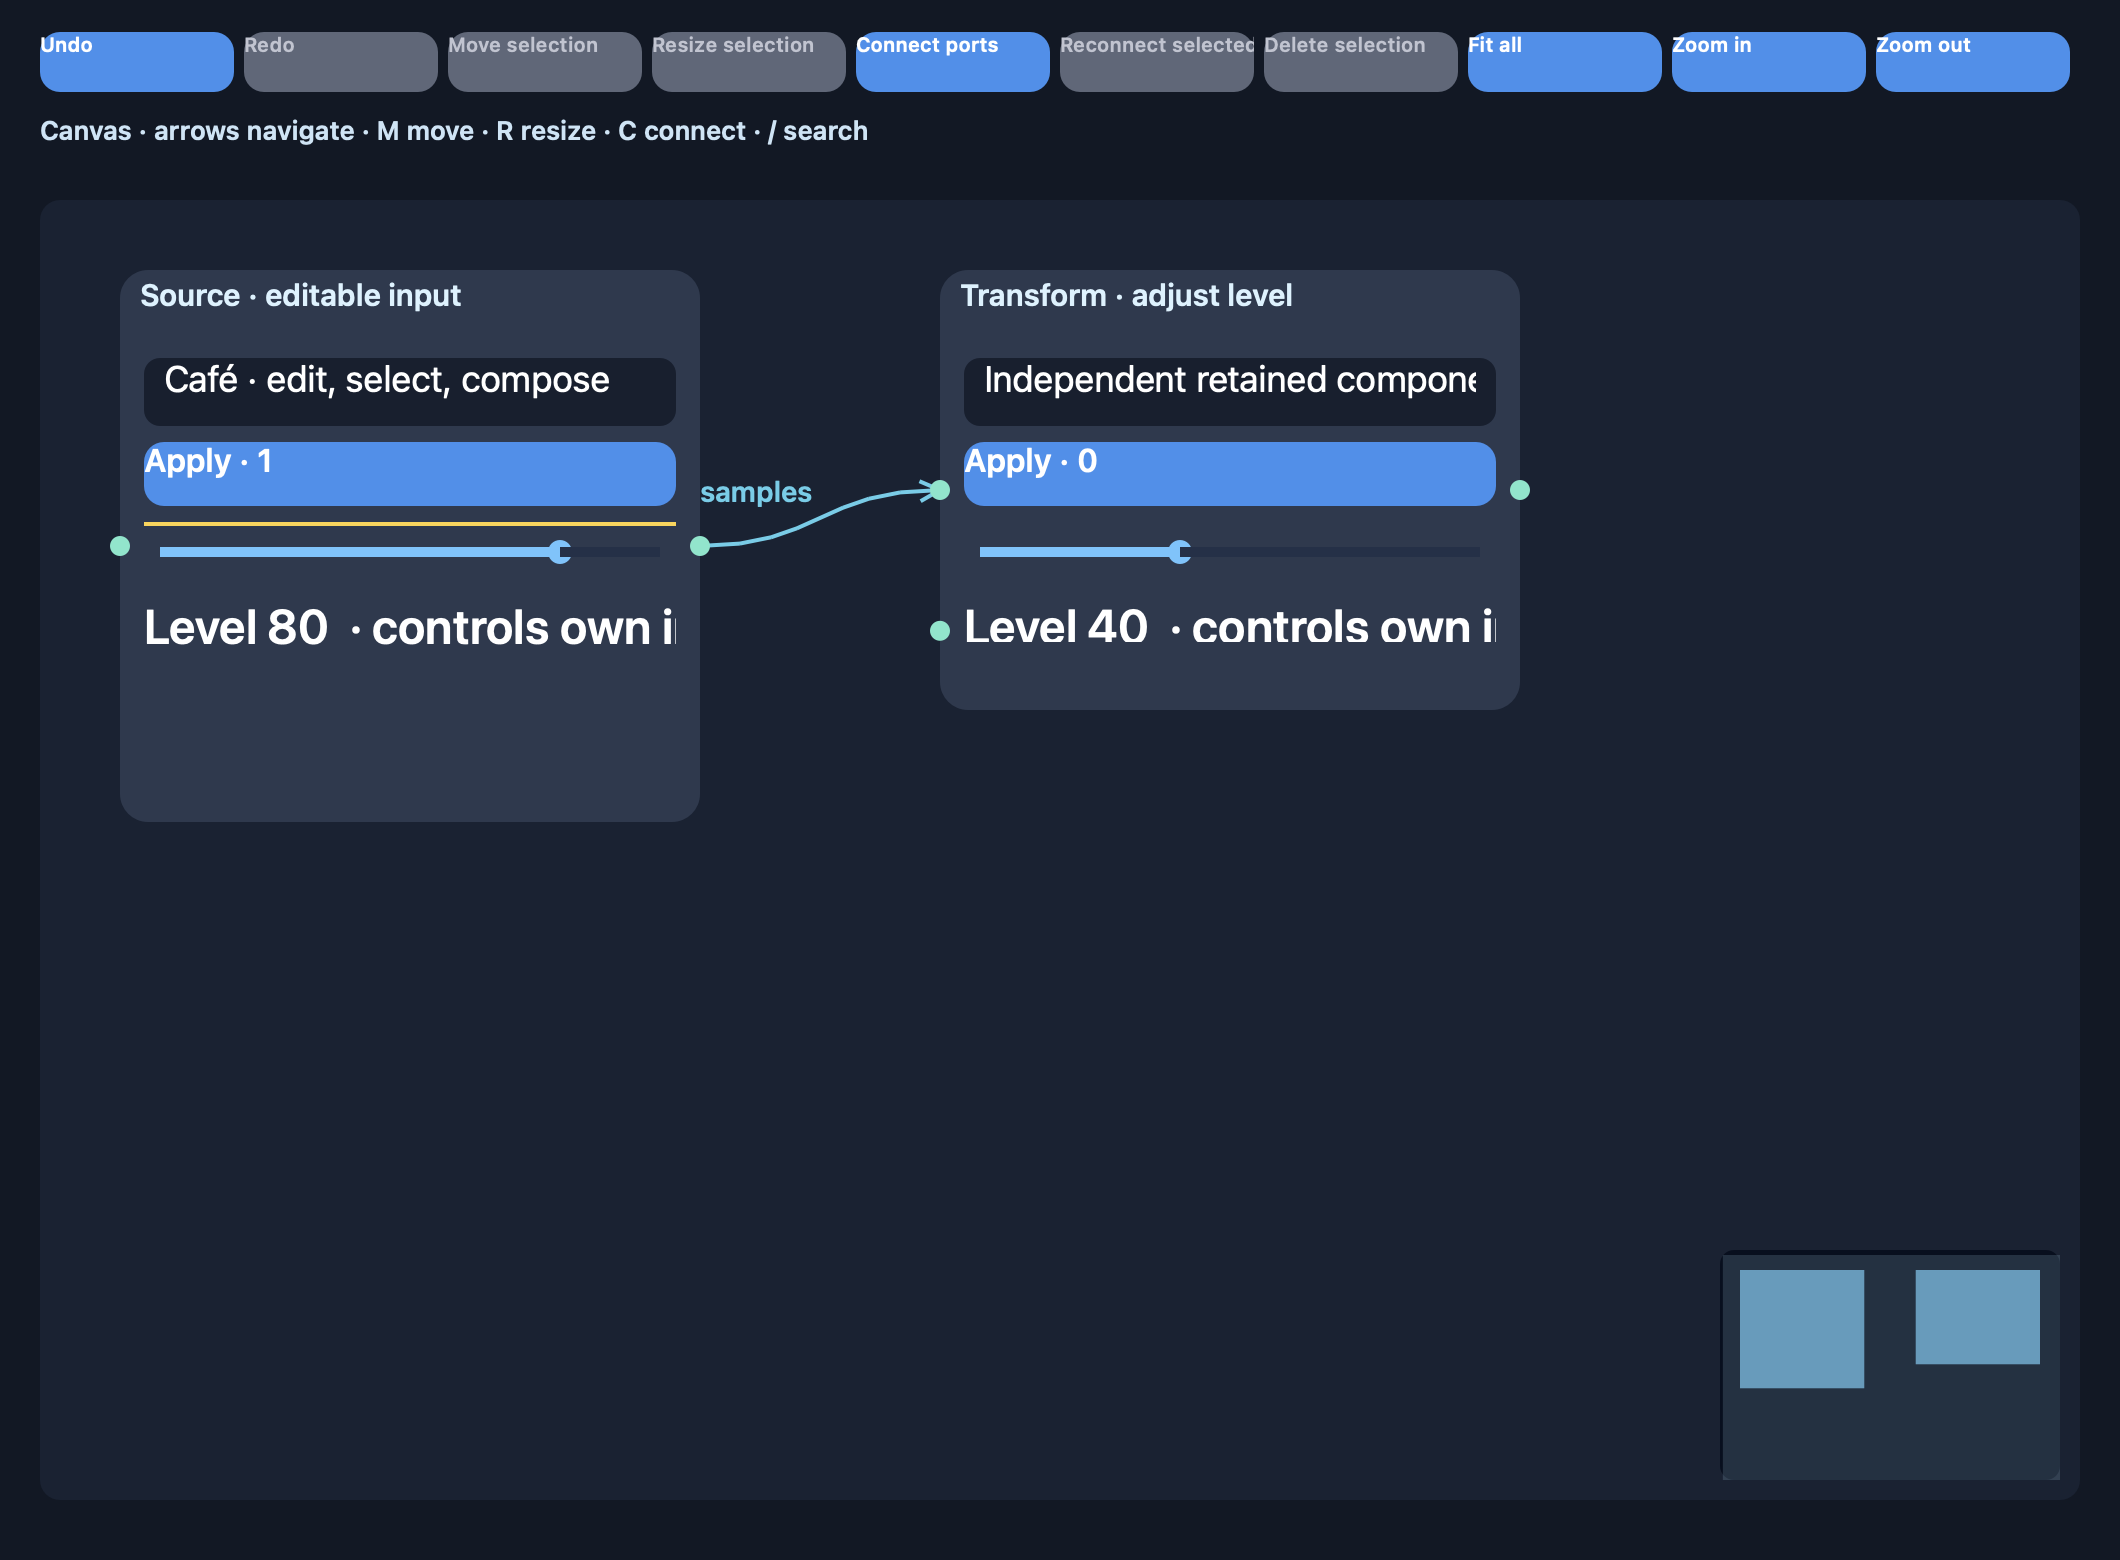 Undo
Redo
Move selection
Resize selection
Connect ports
Reconnect selected
Delete selection
Fit all
Zoom in
Zoom out
Canvas · arrows navigate · M move · R resize · C connect · / search
Source · editable input
Café · edit, select, compose
Apply · 1
Level 80 · controls own
samples
Transform · adjust level
Independent retained
Apply · 0
Level 40 · controls own